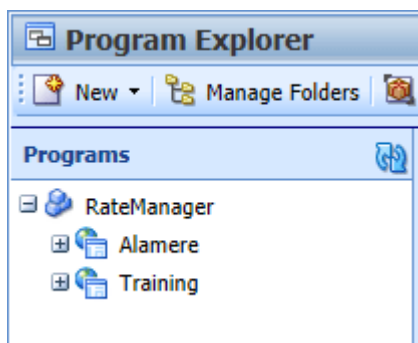 Program Explorer
New Manage Folders
Programs
RateManager
Alamere
Training